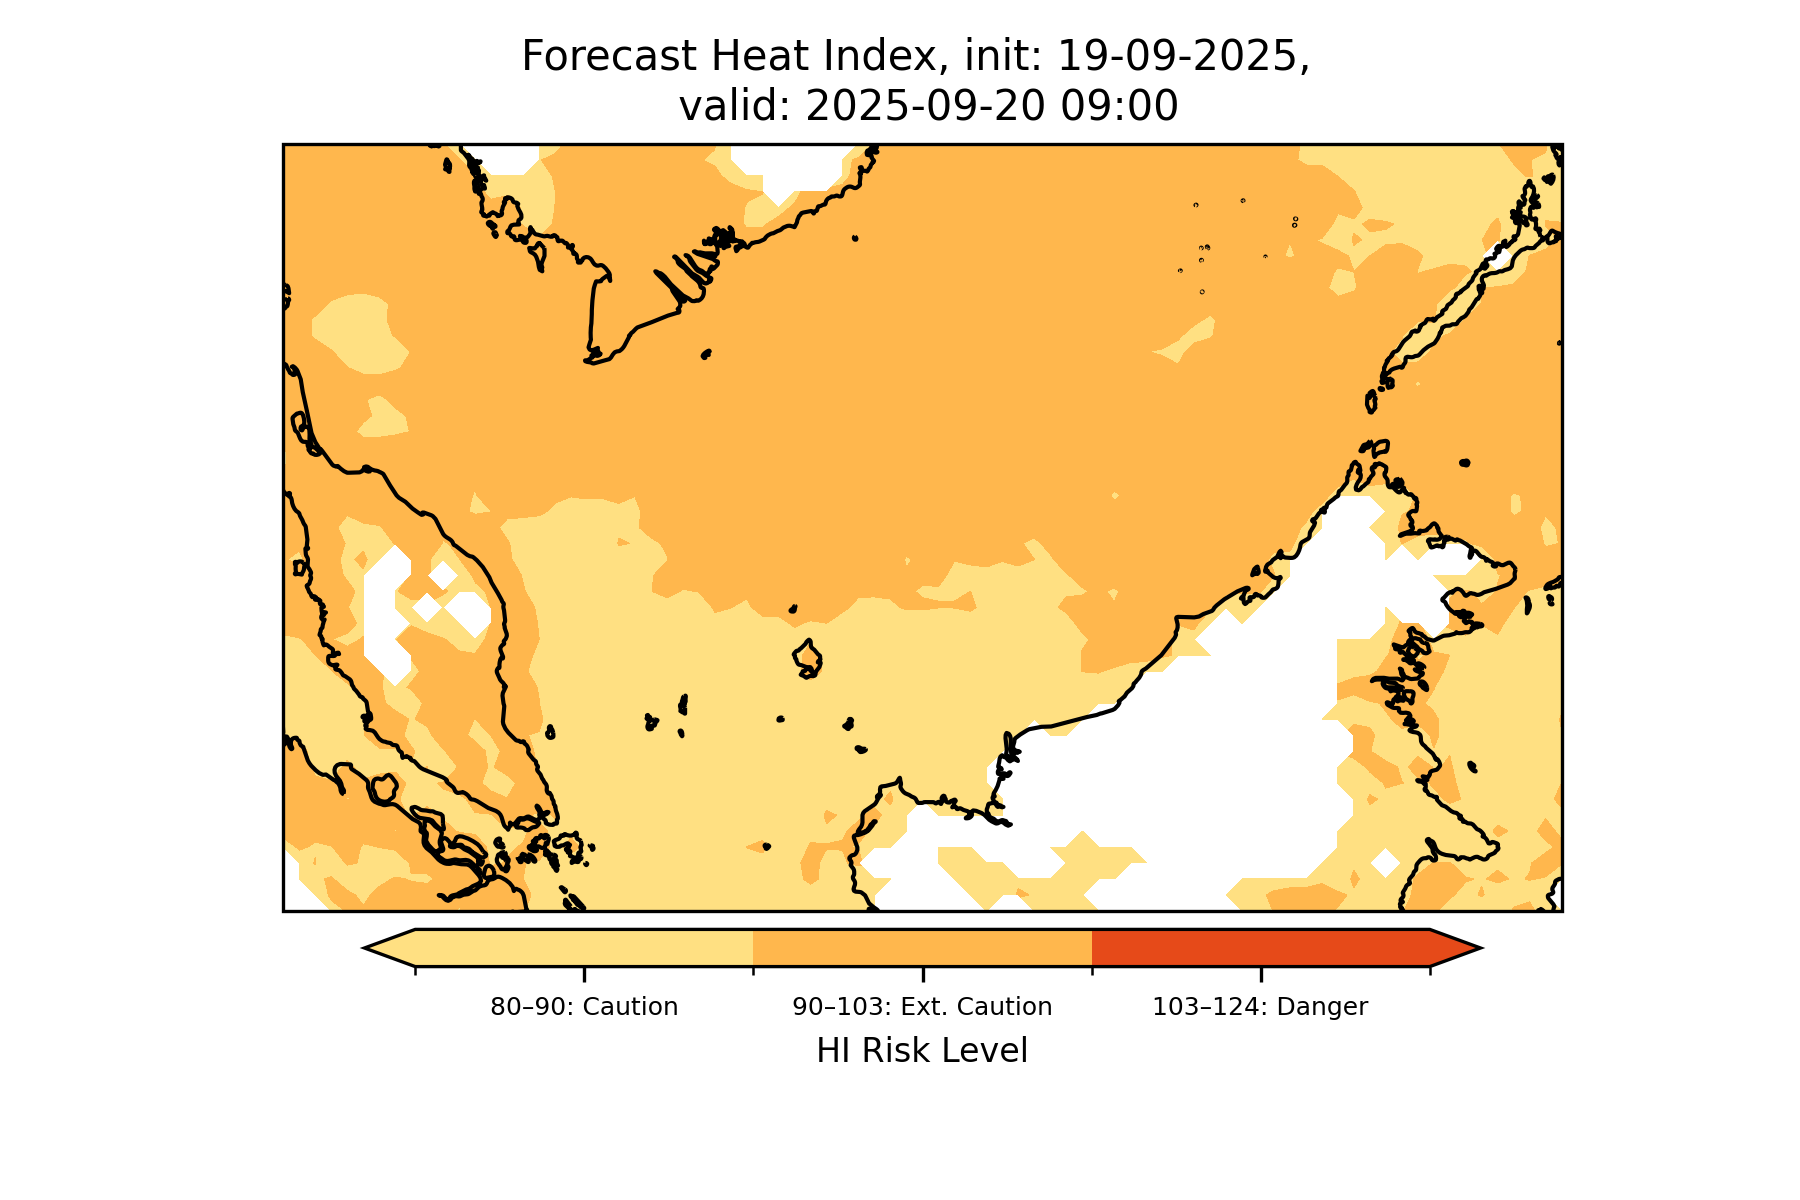 Forecast Heat Index, init: 19-09-2025,
valid: 2025-09-20 09:00
80–90: Caution
90–103: Ext. Caution
103–124: Danger
HI Risk Level